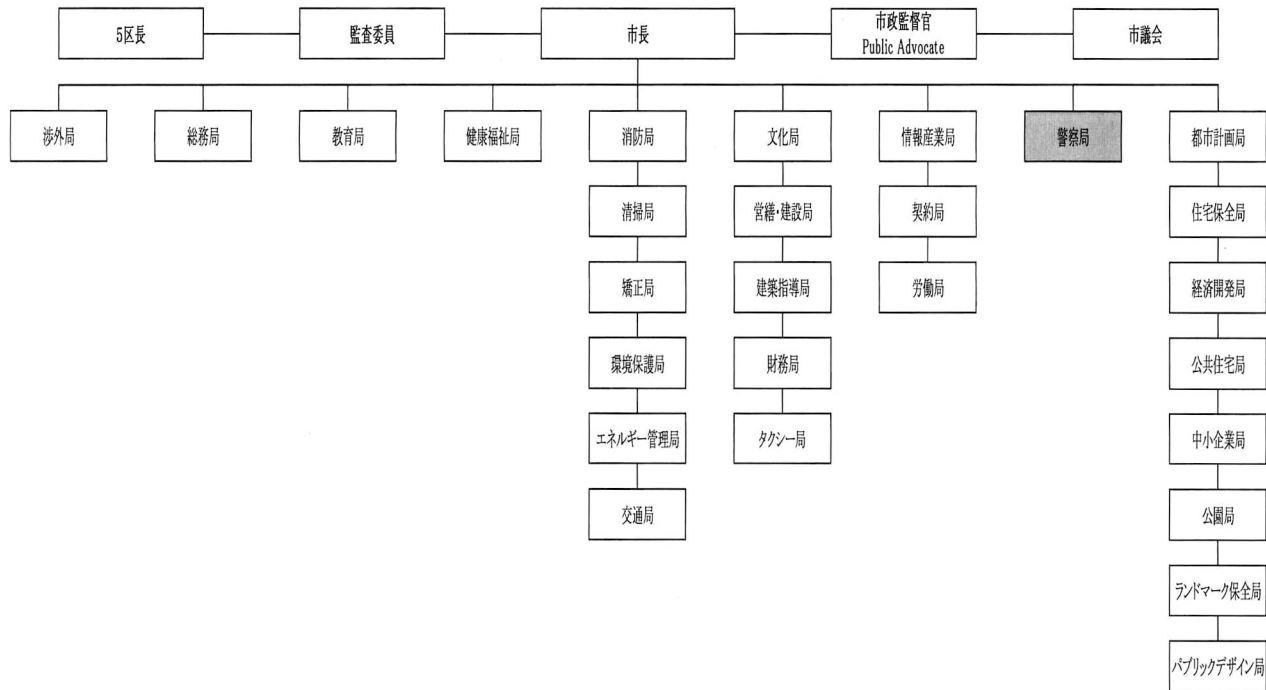 5区長
監査委員
市長
市政監督官
Public Advocate
市議会
渉外局
総務局
教育局
健康福祉局
消防局
文化局
情報産業局
警察局
都市計画局
清掃局
営繕・建設局
契約局
住宅保全局
矯正局
建築指導局
労働局
経済開発局
環境保護局
財務局
公共住宅局
エネルギー管理局
タクシー局
中小企業局
交通局
公園局
ランドマーク保全局
パブリックデザイン局